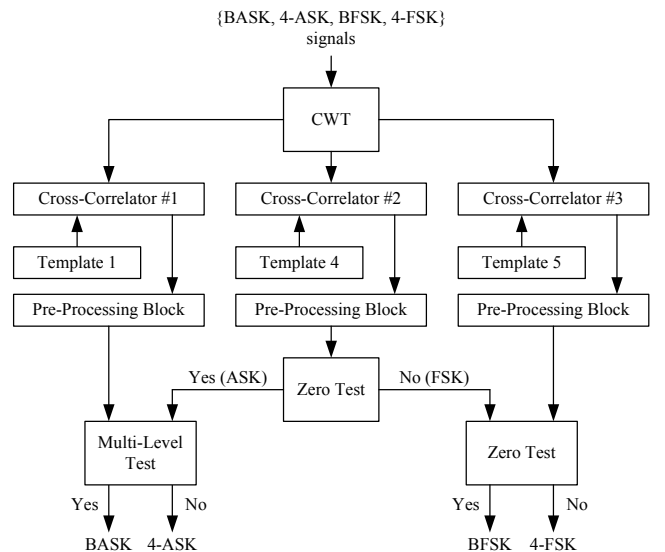 {BASK, 4-ASK, BFSK, 4-FSK}
signals
CWT
Cross-Correlator #1
Cross-Correlator #2
Cross-Correlator #3
Template 1
Template 4
Template 5
Pre-Processing Block
Pre-Processing Block
Pre-Processing Block
Yes (ASK)
Zero Test
No (FSK)
Multi-Level
Test
Zero Test
Yes
No
Yes
No
BASK
4-ASK
BFSK
4-FSK